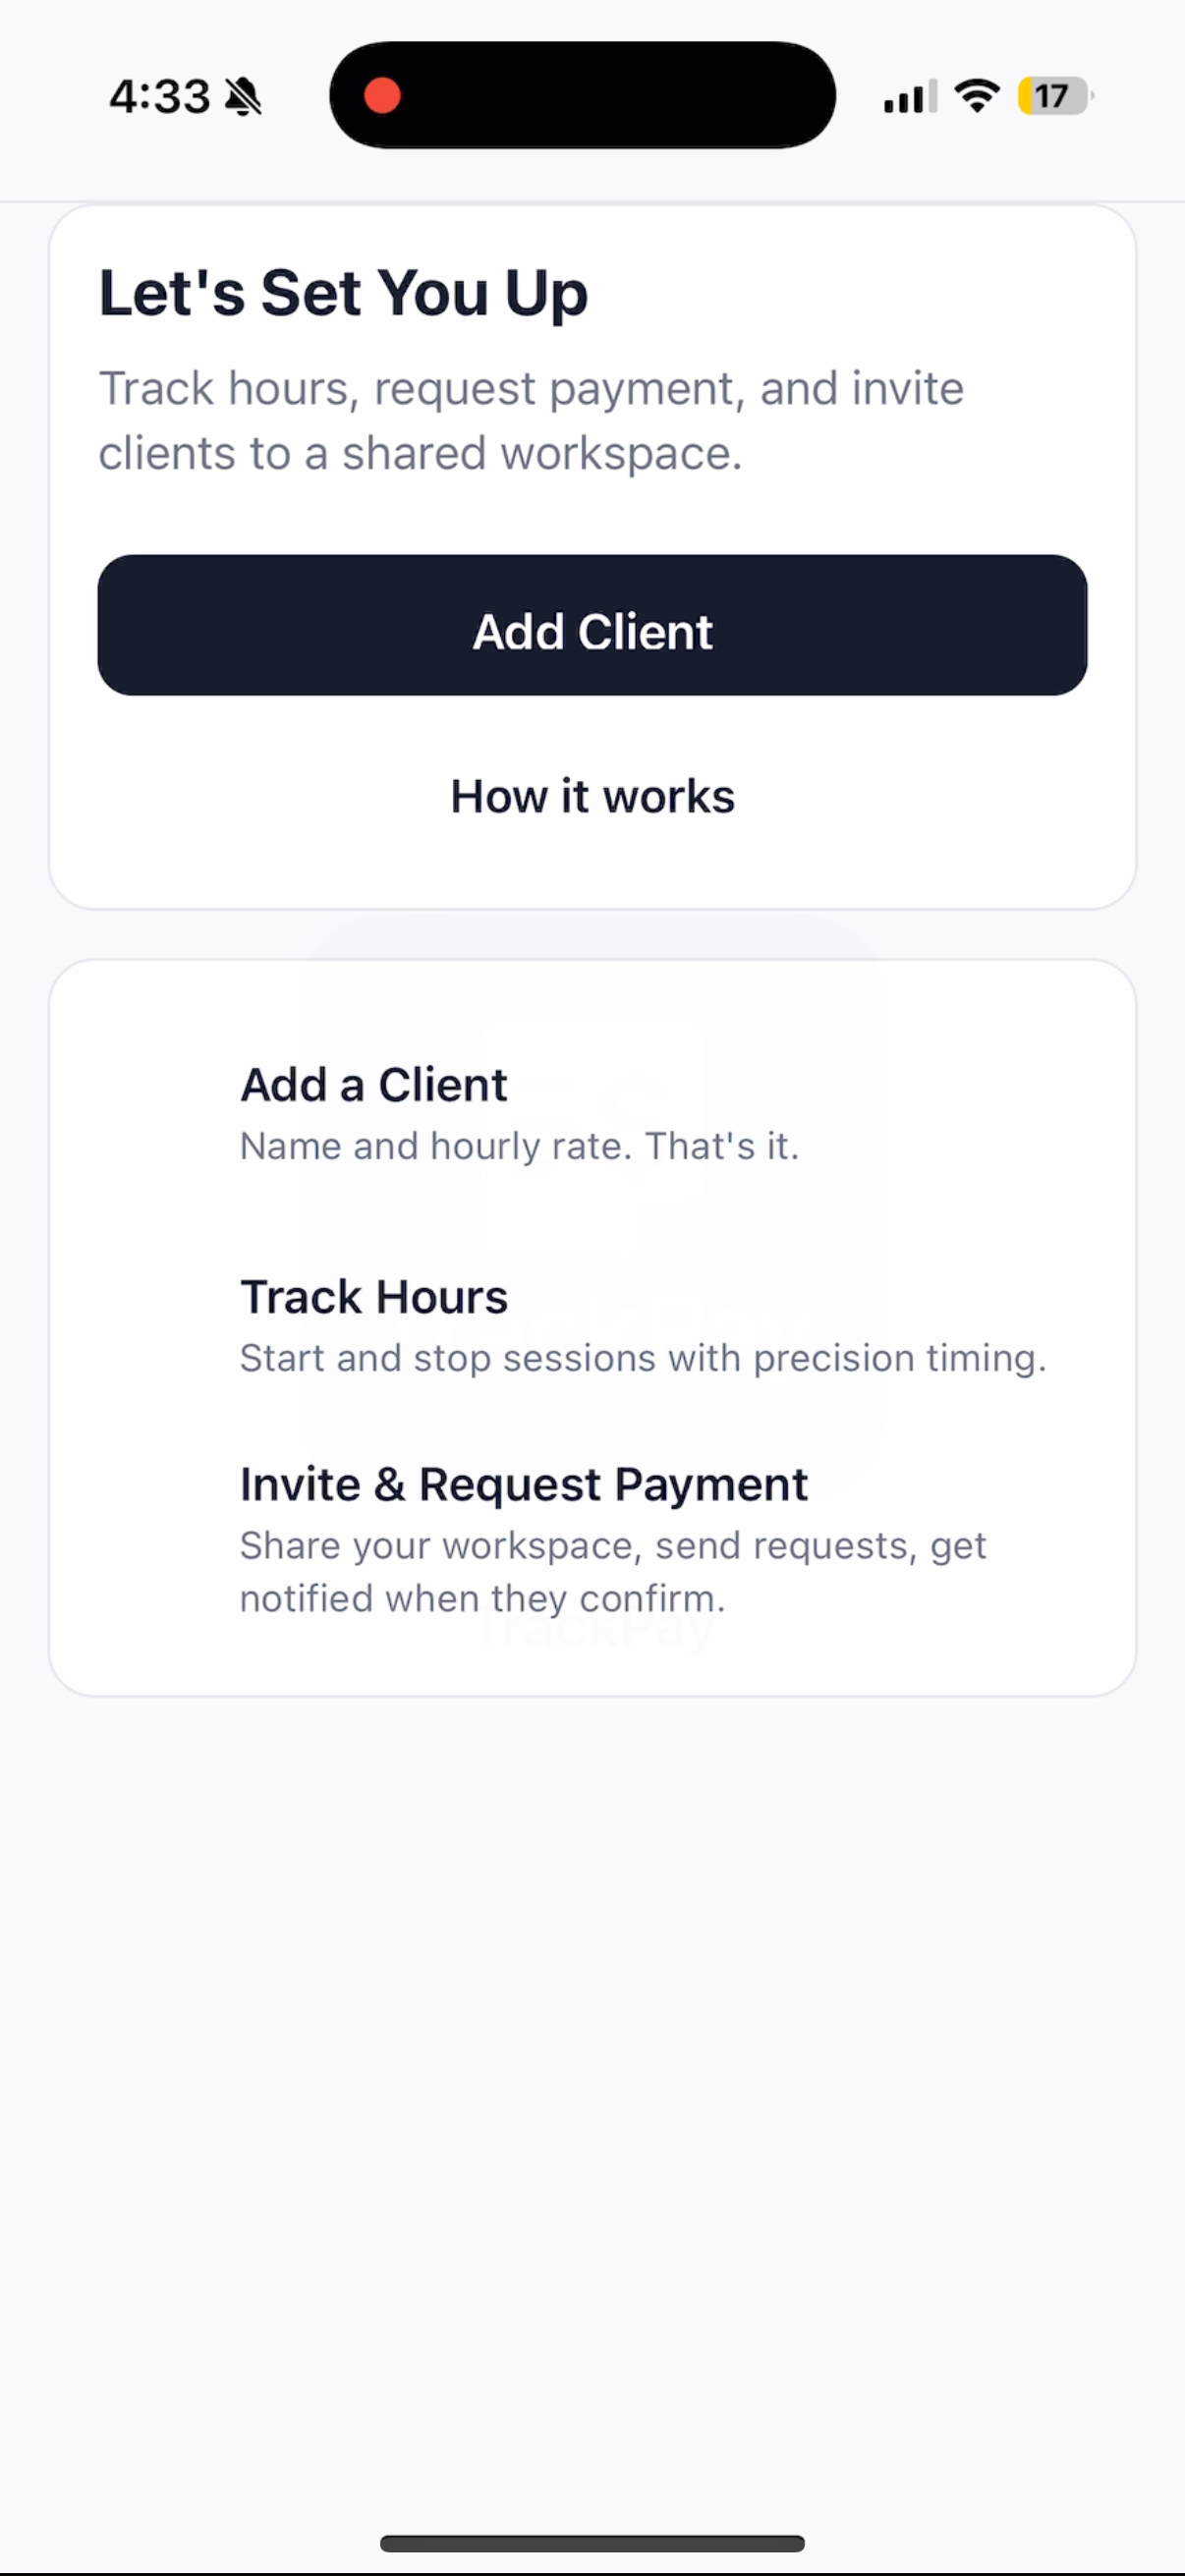 4:33
17
Let's Set You Up
Track hours, request payment, and invite
clients to a shared workspace.
Add Client
How it works
Add a Client
Name and hourly rate. That's it.
Track Hours
Start and stop sessions with precision timing.
Invite & Request Payment
Share your workspace, send requests, get
notified when they confirm.
TrackPay